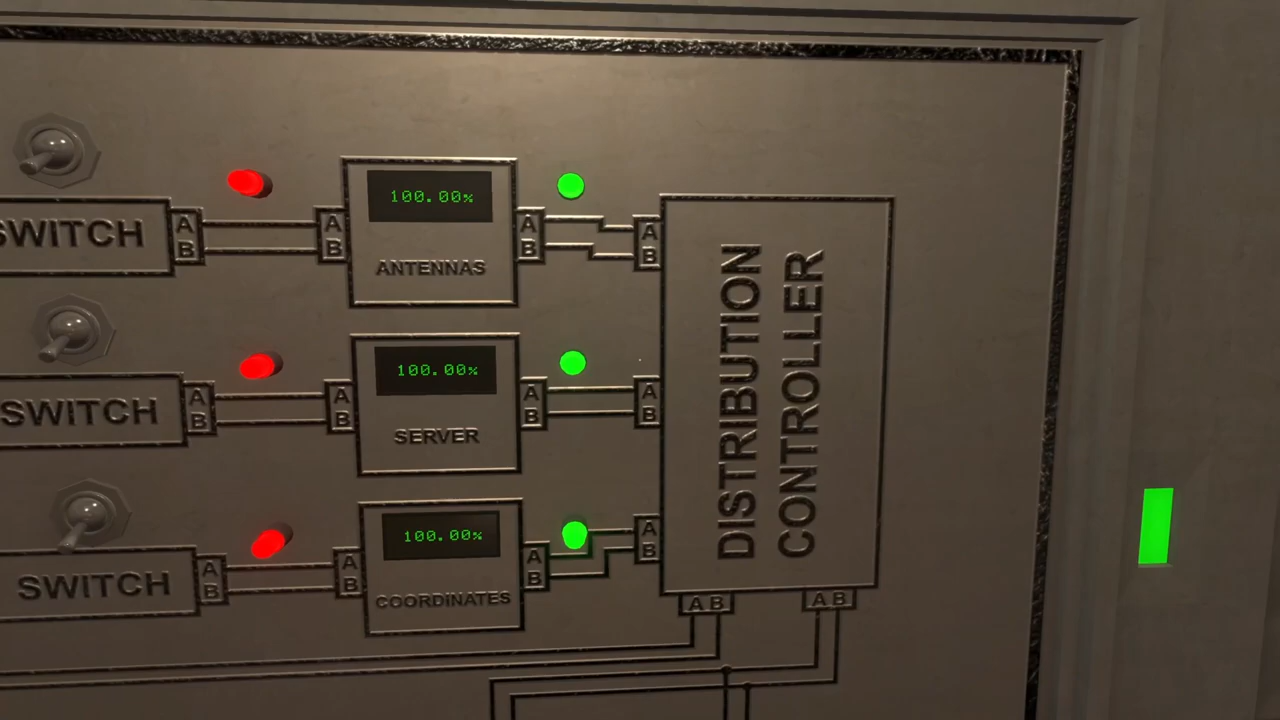 100.00%
A A A A
SWITCH
B B B B
ANTENNAS
100.00%
A A A A
SWITCH
B B B B
SERVER
100.00%
A A A A
SWITCH
B B B B
COORDINATES
DISTRIBUTION
CONTROLLER
A B A B